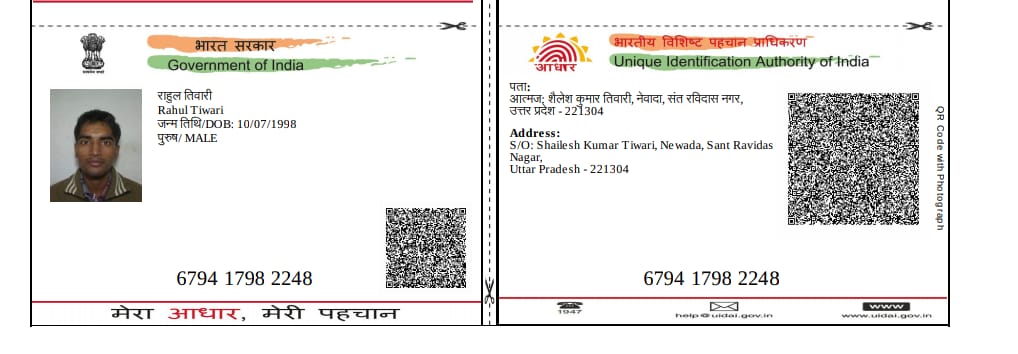 भारत सरकार
Government of India
राहुल तिवारी
Rahul Tiwari
जन्म तिथि/DOB: 10/07/1998
पुरुष/ MALE
6794 1798 2248
मेरा आधार, मेरी पहचान
आधार
भारतीय विशिष्ट पहचान प्राधिकरण
Unique Identification Authority of India
पता:
आत्मज: शैलेश कुमार तिवारी, नेवादा, संत रविदास नगर,
उत्तर प्रदेश - 221304
Address:
S/O: Shailesh Kumar Tiwari, Newada, Sant Ravidas
Nagar,
Uttar Pradesh - 221304
QR Code with Photograph
6794 1798 2248
1947
help@uidai.gov.in
www
www.uidai.gov.in